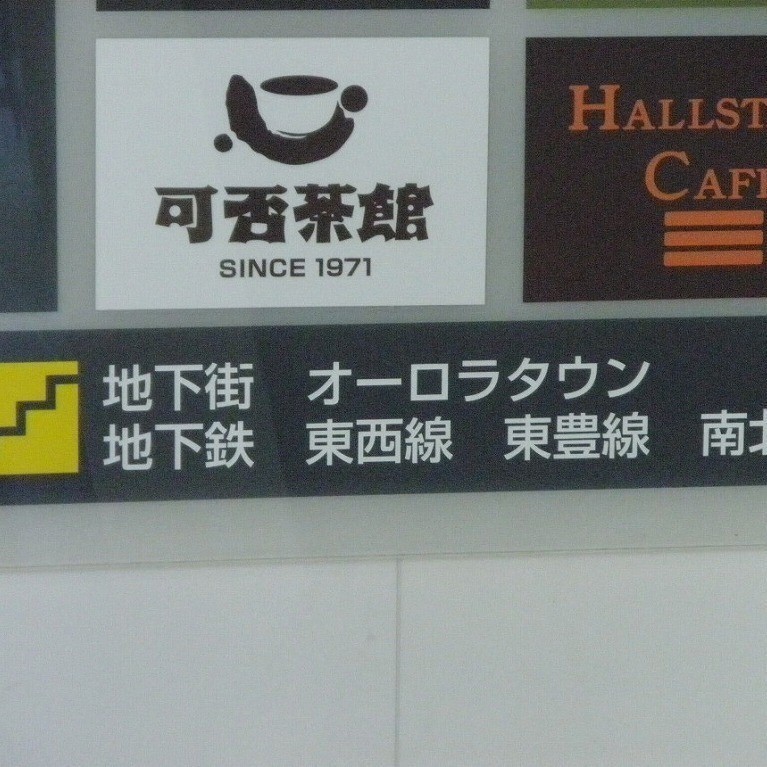 可否茶館
SINCE 1971
HALLST
CAF
地下街 オーロラタウン
地下鉄 東西線 東豊線 南